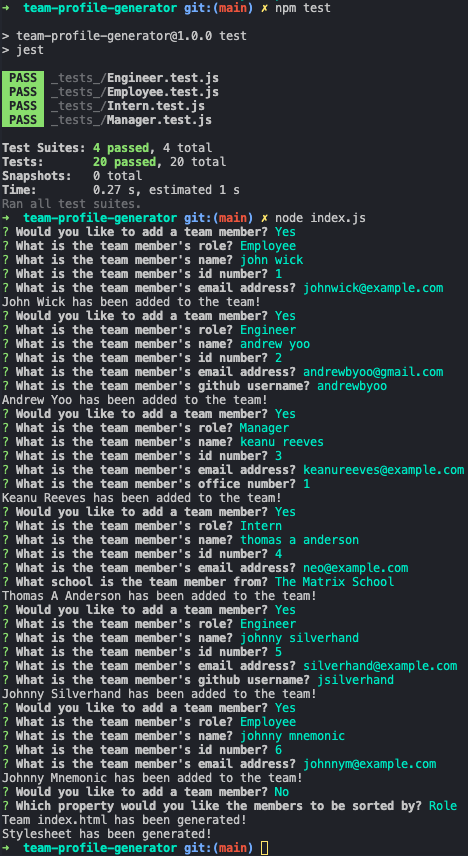 ➜  team-profile-generator git:(main) ✗ npm test
> team-profile-generator@1.0.0 test
> jest
PASS _tests_/Engineer.test.js
PASS _tests_/Employee.test.js
PASS _tests_/Intern.test.js
PASS _tests_/Manager.test.js
Test Suites: 4 passed, 4 total
Tests:       20 passed, 20 total
Snapshots:   0 total
Time:        0.27 s, estimated 1 s
Ran all test suites.
➜  team-profile-generator git:(main) ✗ node index.js
? Would you like to add a team member? Yes
? What is the team member's role? Employee
? What is the team member's name? john wick
? What is the team member's id number? 1
? What is the team member's email address? johnwick@example.com
John Wick has been added to the team!
? Would you like to add a team member? Yes
? What is the team member's role? Engineer
? What is the team member's name? andrew yoo
? What is the team member's id number? 2
? What is the team member's email address? andrewbyoo@gmail.com
? What is the team member's github username? andrewbyoo
Andrew Yoo has been added to the team!
? Would you like to add a team member? Yes
? What is the team member's role? Manager
? What is the team member's name? keanu reeves
? What is the team member's id number? 3
? What is the team member's email address? keanureeves@example.com
? What is the team member's office number? 1
Keanu Reeves has been added to the team!
? Would you like to add a team member? Yes
? What is the team member's role? Intern
? What is the team member's name? thomas a anderson
? What is the team member's id number? 4
? What is the team member's email address? neo@example.com
? What school is the team member from? The Matrix School
Thomas A Anderson has been added to the team!
? Would you like to add a team member? Yes
? What is the team member's role? Engineer
? What is the team member's name? johnny silverhand
? What is the team member's id number? 5
? What is the team member's email address? silverhand@example.com
? What is the team member's github username? jsilverhand
Johnny Silverhand has been added to the team!
? Would you like to add a team member? Yes
? What is the team member's role? Employee
? What is the team member's name? johnny mnemonic
? What is the team member's id number? 6
? What is the team member's email address? johnnym@example.com
Johnny Mnemonic has been added to the team!
? Would you like to add a team member? No
? Which property would you like the members to be sorted by? Role
Team index.html has been generated!
Stylesheet has been generated!
➜  team-profile-generator git:(main) ✗